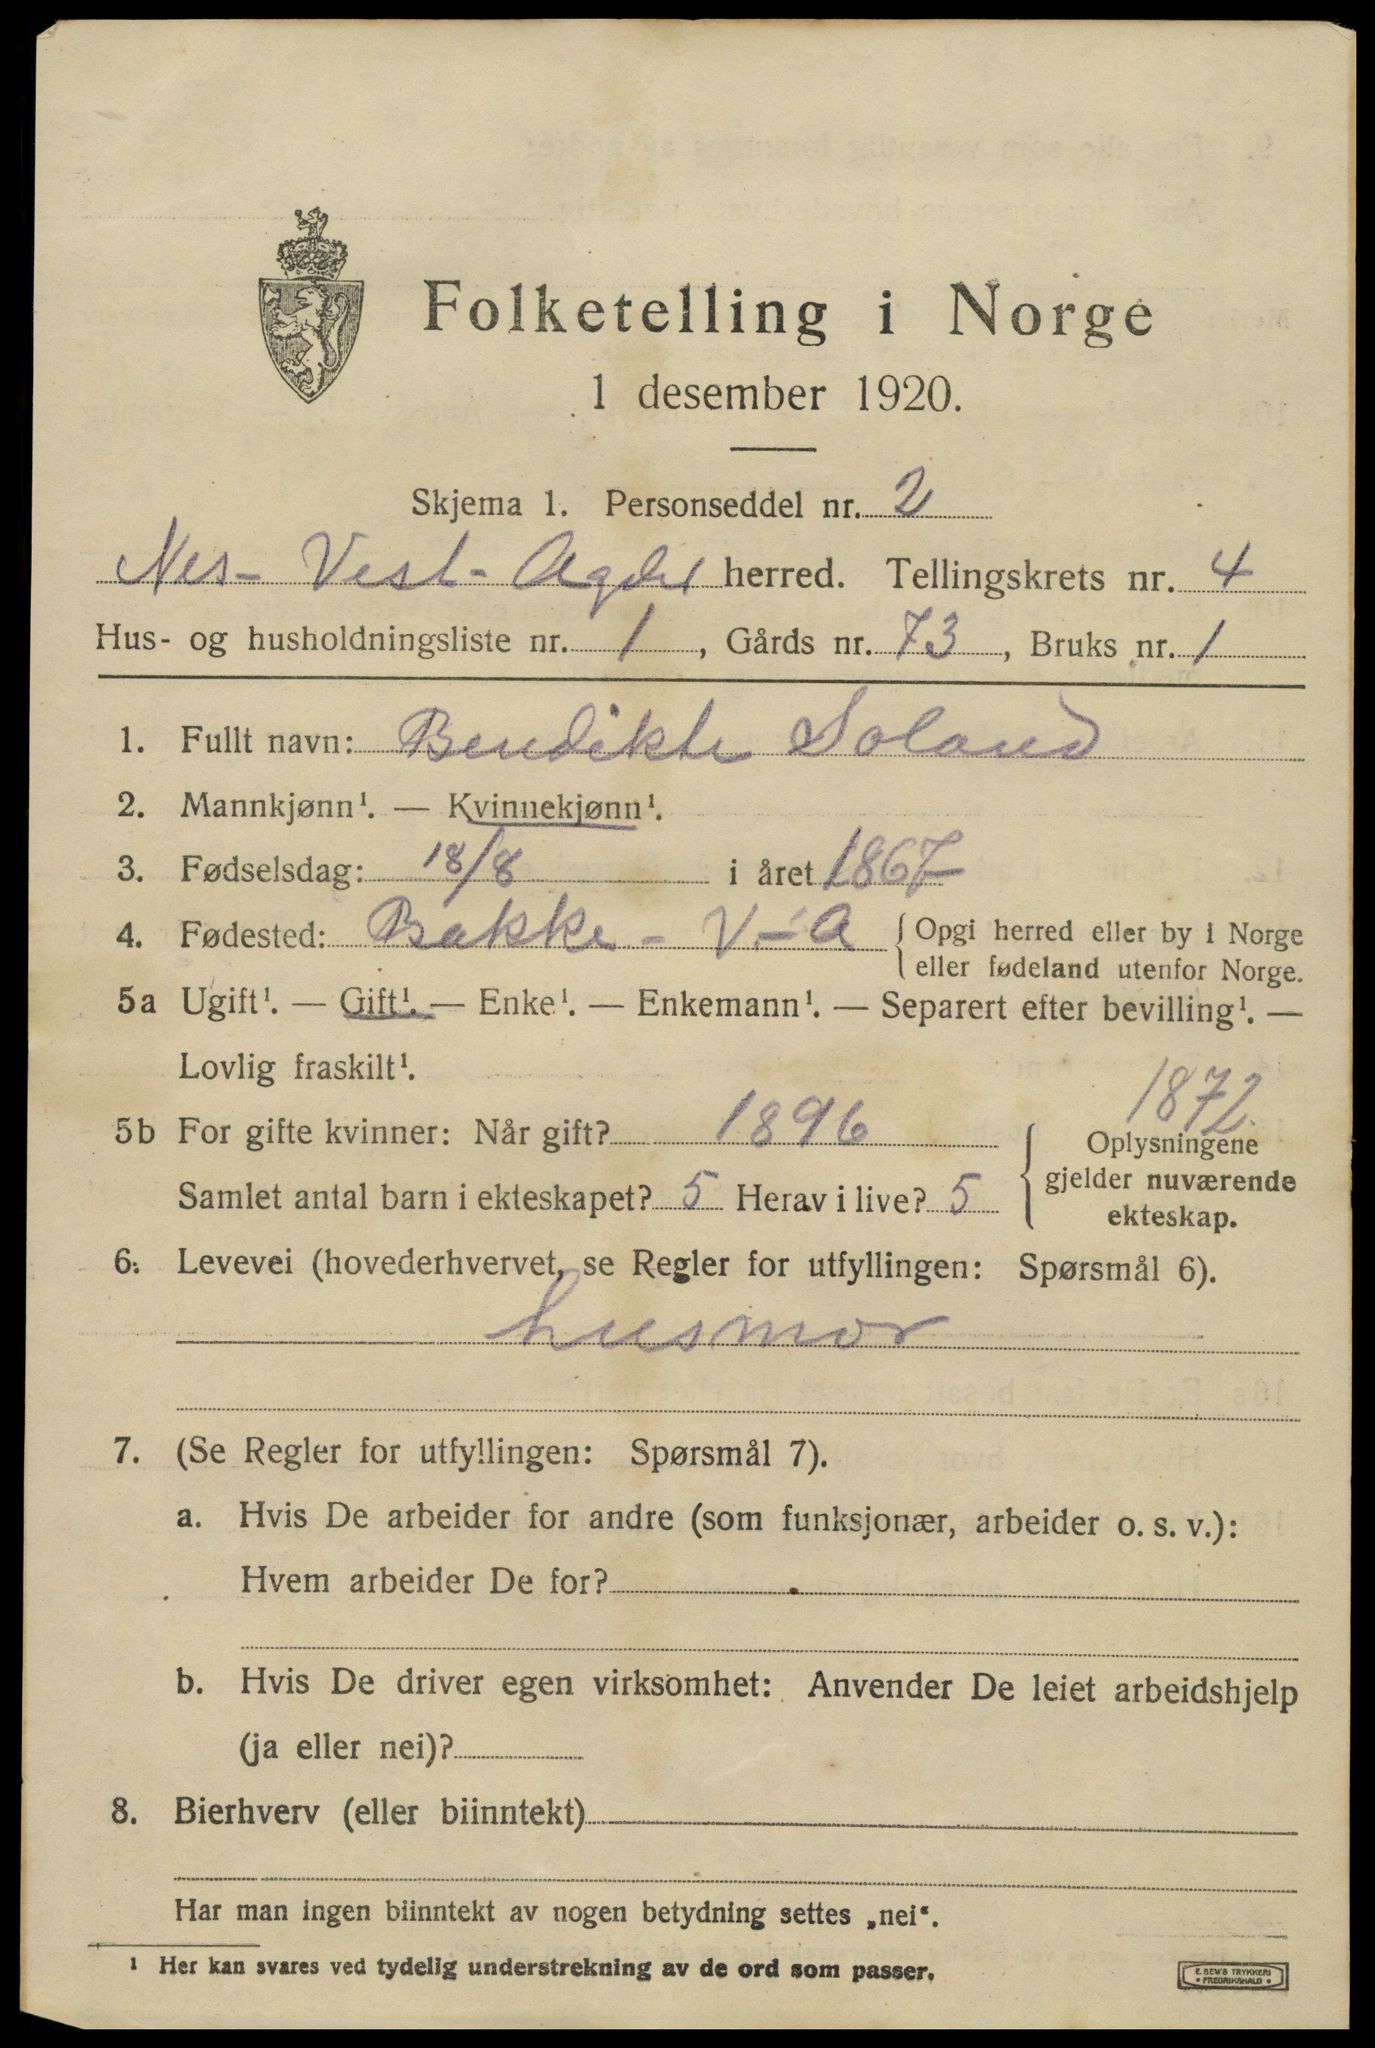 Folketelling i Norge
1 desember 1920.
Skjema 1. Personseddel nr. 2
Nes - Vest - Agder herred. Tellingskrets nr. 4
Hus- og husholdningsliste nr. 1, Gårds nr. 73, Bruks nr. 1
1. Fullt navn: Bendikte Soland
2. Mannkjønn¹. — Kvinnekjønn¹.
3. Fødselsdag: 18/8 i året 1867
4. Fødested: Bakke - V.-A { Opgi herred eller by i Norge
eller fødeland utenfor Norge.
5a Ugift¹. — Gift¹. — Enke¹. — Enkemann¹. — Separert efter bevilling¹. —
Lovlig fraskilt¹.
1872
5b For gifte kvinner: Når gift? 1896 { Oplysningene
gjelder nuværende
ekteskap.
Samlet antal barn i ekteskapet? 5 Herav i live? 5
6. Levevei (hovederhvervet, se Regler for utfyllingen: Spørsmål 6).
husmor
7. (Se Regler for utfyllingen: Spørsmål 7).
a. Hvis De arbeider for andre (som funksjonær, arbeider o. s. v.):
Hvem arbeider De for?
b. Hvis De driver egen virksomhet: Anvender De leiet arbeidshjelp
(ja eller nei)?
8. Bierhverv (eller biinntekt)
Har man ingen biinntekt av nogen betydning settes „nei“.
¹ Her kan svares ved tydelig understrekning av de ord som passer.
E. SEM'S TRYKKERI
FREDRIKSHALD